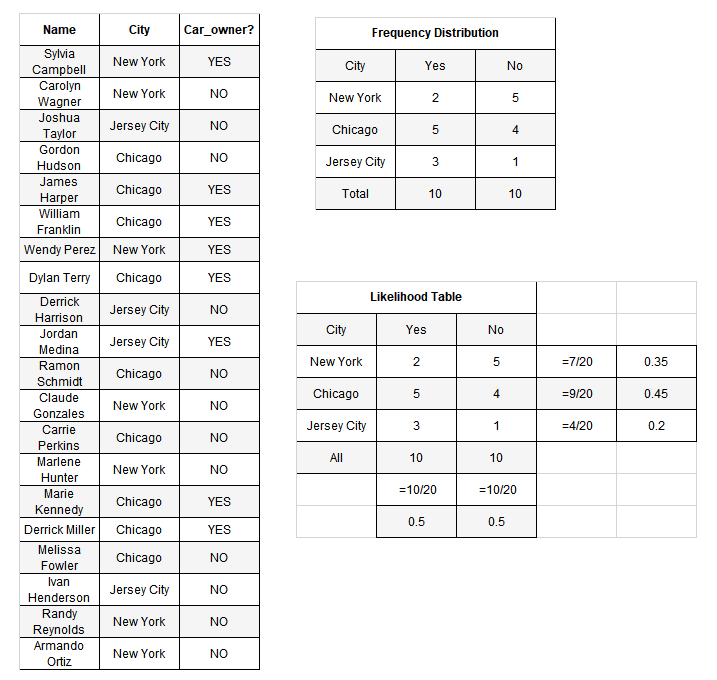 Name City Car_owner?
Sylvia
Campbell New York YES
Carolyn
Wagner New York NO
Joshua
Taylor Jersey City NO
Gordon
Hudson Chicago NO
James
Harper Chicago YES
William
Franklin Chicago YES
Wendy Perez New York YES
Dylan Terry Chicago YES
Derrick
Harrison Jersey City NO
Jordan
Medina Jersey City YES
Ramon
Schmidt Chicago NO
Claude
Gonzales New York NO
Carrie
Perkins Chicago NO
Marlene
Hunter New York NO
Marie
Kennedy Chicago YES
Derrick Miller Chicago YES
Melissa
Fowler Chicago NO
Ivan
Henderson Jersey City NO
Randy
Reynolds New York NO
Armando
Ortiz New York NO
Frequency Distribution
City Yes No
New York 2 5
Chicago 5 4
Jersey City 3 1
Total 10 10
Likelihood Table
City Yes No
New York 2 5 =7/20 0.35
Chicago 5 4 =9/20 0.45
Jersey City 3 1 =4/20 0.2
All 10 10
=10/20 =10/20
0.5 0.5